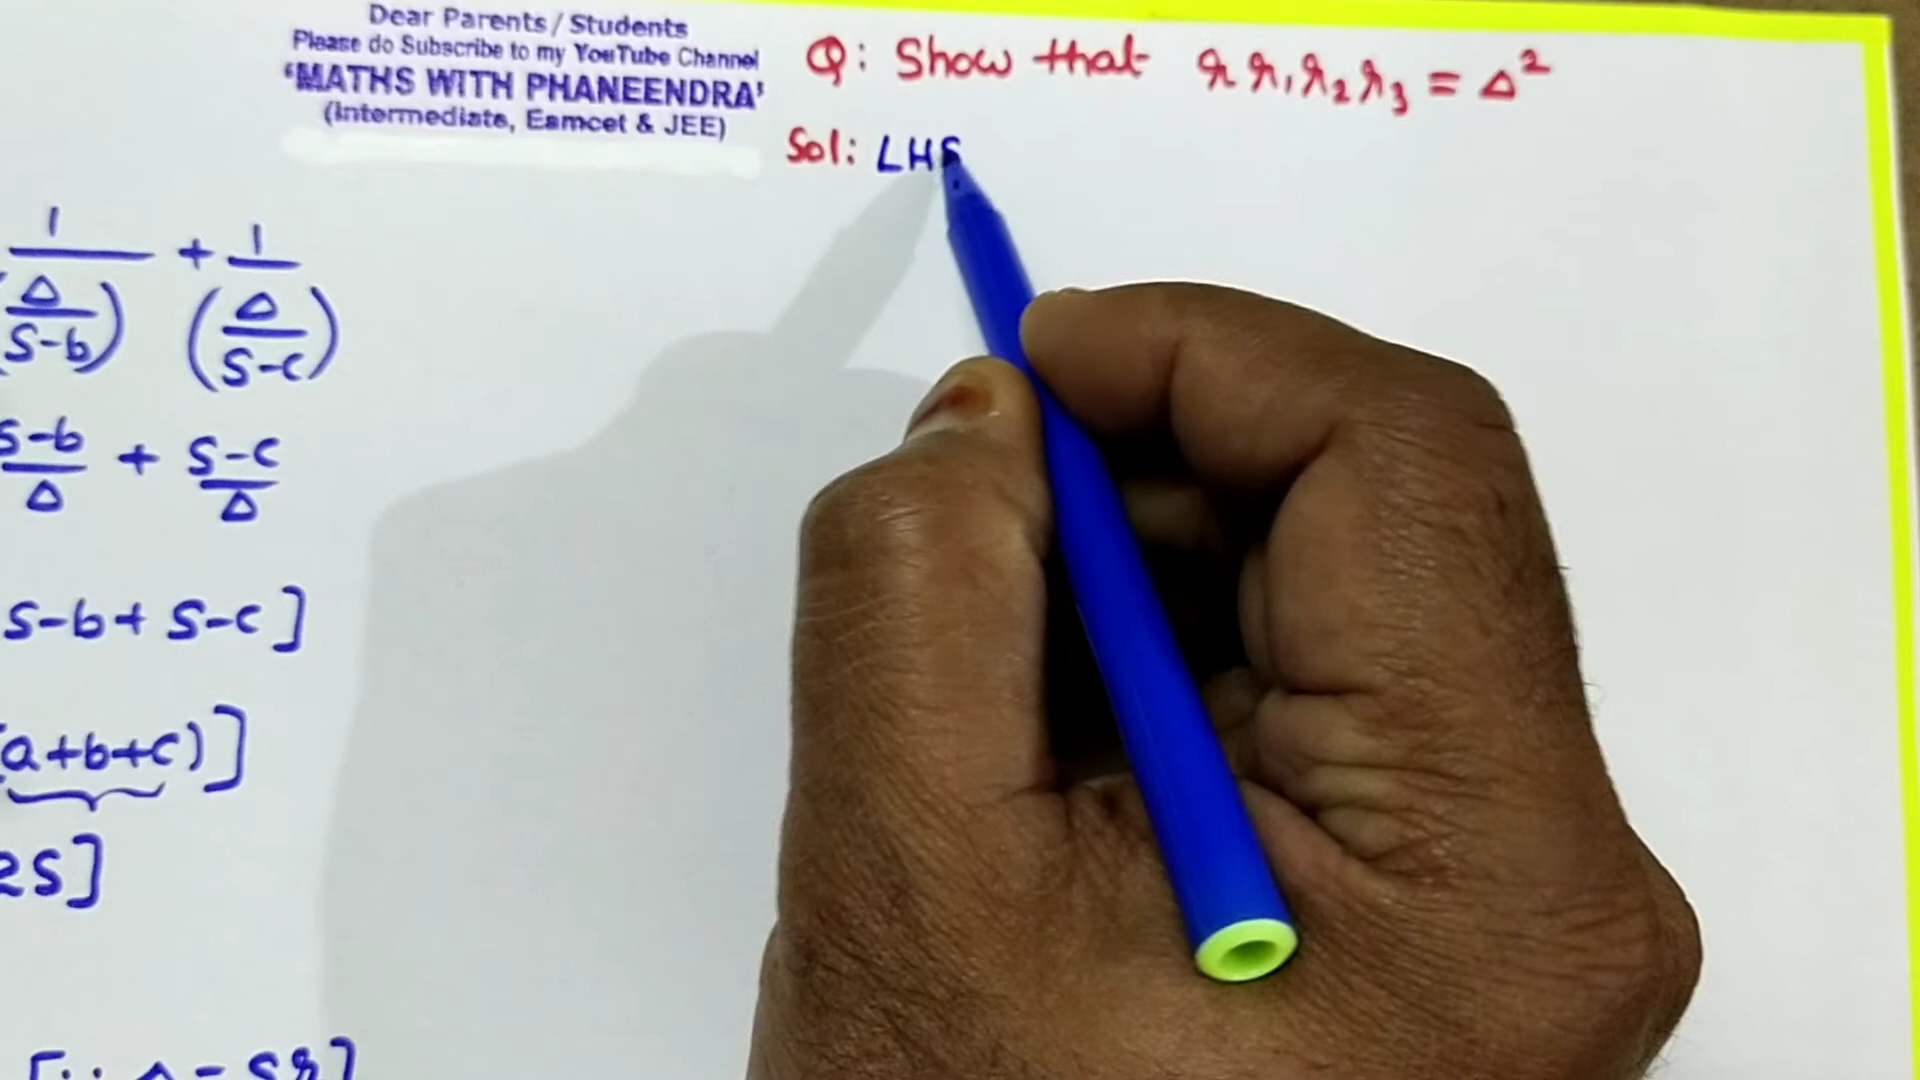 Dear Parents / Students
Please do Subscribe to my YouTube Channel
'MATHS WITH PHANEENDRA'
(Intermediate, Eamcet & JEE)
Q: Show that r r₁ r₂ r₃ = Δ²
Sol: LHS
1 + 1
(Δ/S-b) (Δ/S-c)
S-b/Δ + S-c/Δ
S-b+S-c]
(a+b+c)]
2S]
[∵ Δ = Sr]